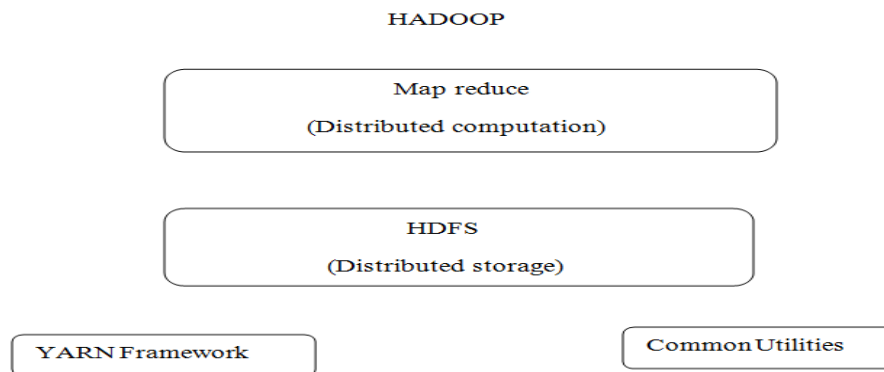 HADOOP
Map reduce
(Distributed computation)
HDFS
(Distributed storage)
YARN Framework
Common Utilities